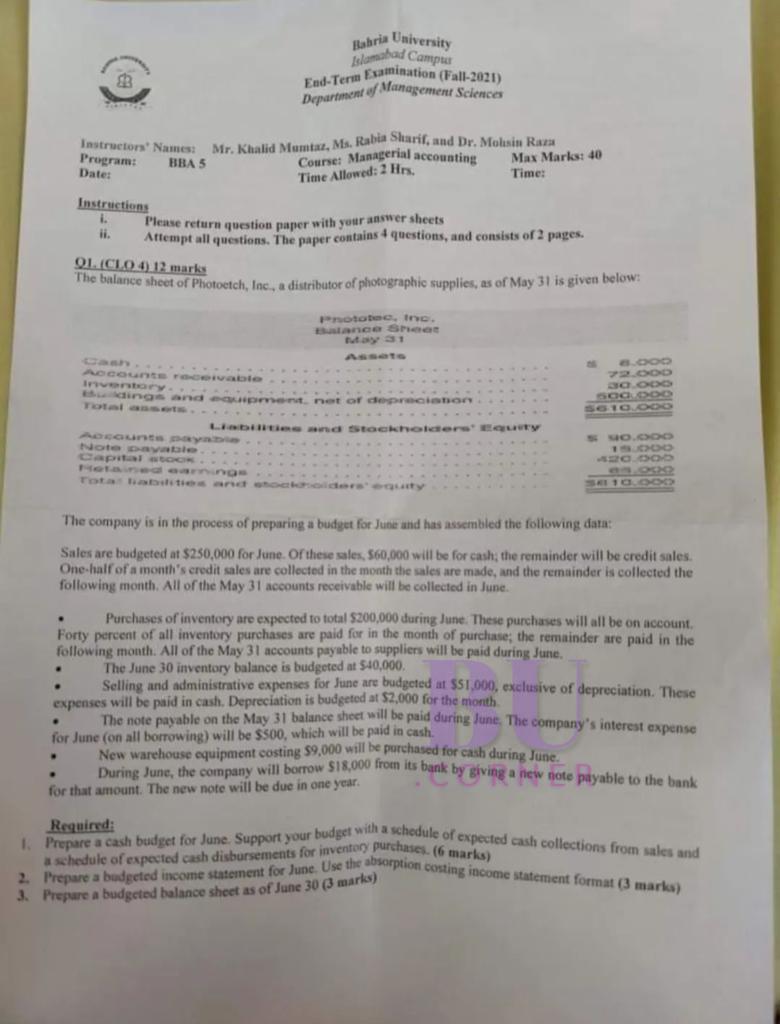 Bahria University
Islamabad Campus
End-Term Examination (Fall-2021)
Department of Management Sciences
Instructors' Names: Mr. Khalid Mumtaz, Ms. Rabia Sharif, and Dr. Mohsin Raza
Program: BBA 5 Course: Managerial accounting Max Marks: 40
Date: Time Allowed: 2 Hrs. Time:
Instructions
i. Please return question paper with your answer sheets
ii. Attempt all questions. The paper contains 4 questions, and consists of 2 pages.
Q1. (CLO 4) 12 marks
The balance sheet of Photoetch, Inc., a distributor of photographic supplies, as of May 31 is given below:
Phototec, Inc.
Balance Sheet
May 31
Assets
Cash $ 8,000
Accounts receivable 72,000
Inventory 30,000
Buildings and equipment, net of depreciation 500,000
Total assets $610,000
Liabilities and Stockholders' Equity
Accounts payable $ 90,000
Note payable 15,000
Capital stock 420,000
Retained earnings 85,000
Total liabilities and stockholders' equity $610,000
The company is in the process of preparing a budget for June and has assembled the following data:
Sales are budgeted at $250,000 for June. Of these sales, $60,000 will be for cash; the remainder will be credit sales.
One-half of a month's credit sales are collected in the month the sales are made, and the remainder is collected the
following month. All of the May 31 accounts receivable will be collected in June.
• Purchases of inventory are expected to total $200,000 during June. These purchases will all be on account.
Forty percent of all inventory purchases are paid for in the month of purchase; the remainder are paid in the
following month. All of the May 31 accounts payable to suppliers will be paid during June.
• The June 30 inventory balance is budgeted at $40,000.
• Selling and administrative expenses for June are budgeted at $51,000, exclusive of depreciation. These
expenses will be paid in cash. Depreciation is budgeted at $2,000 for the month.
• The note payable on the May 31 balance sheet will be paid during June. The company's interest expense
for June (on all borrowing) will be $500, which will be paid in cash.
• New warehouse equipment costing $9,000 will be purchased for cash during June.
• During June, the company will borrow $18,000 from its bank by giving a new note payable to the bank
for that amount. The new note will be due in one year.
BU
.CORNER
Required:
1. Prepare a cash budget for June. Support your budget with a schedule of expected cash collections from sales and
a schedule of expected cash disbursements for inventory purchases. (6 marks)
2. Prepare a budgeted income statement for June. Use the absorption costing income statement format (3 marks)
3. Prepare a budgeted balance sheet as of June 30 (3 marks)